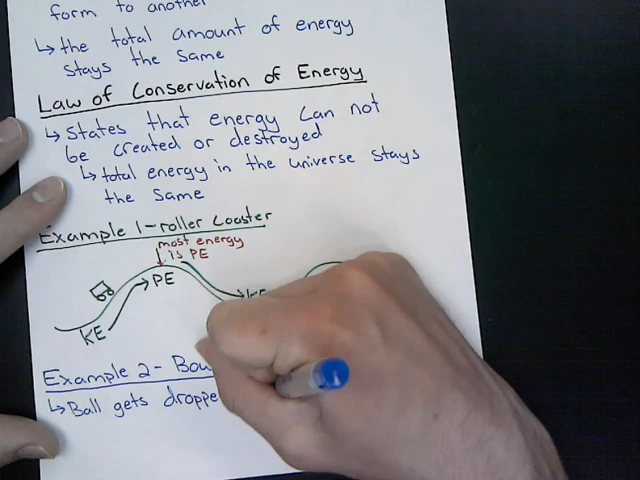 form to another
↳ the total amount of energy
stays the same
Law of Conservation of Energy
↳ States that energy can not
be created or destroyed
↳ total energy in the universe stays
the same
Example 1 - roller coaster
most energy
is PE
PE
KE
Example 2 -
↳ Ball gets